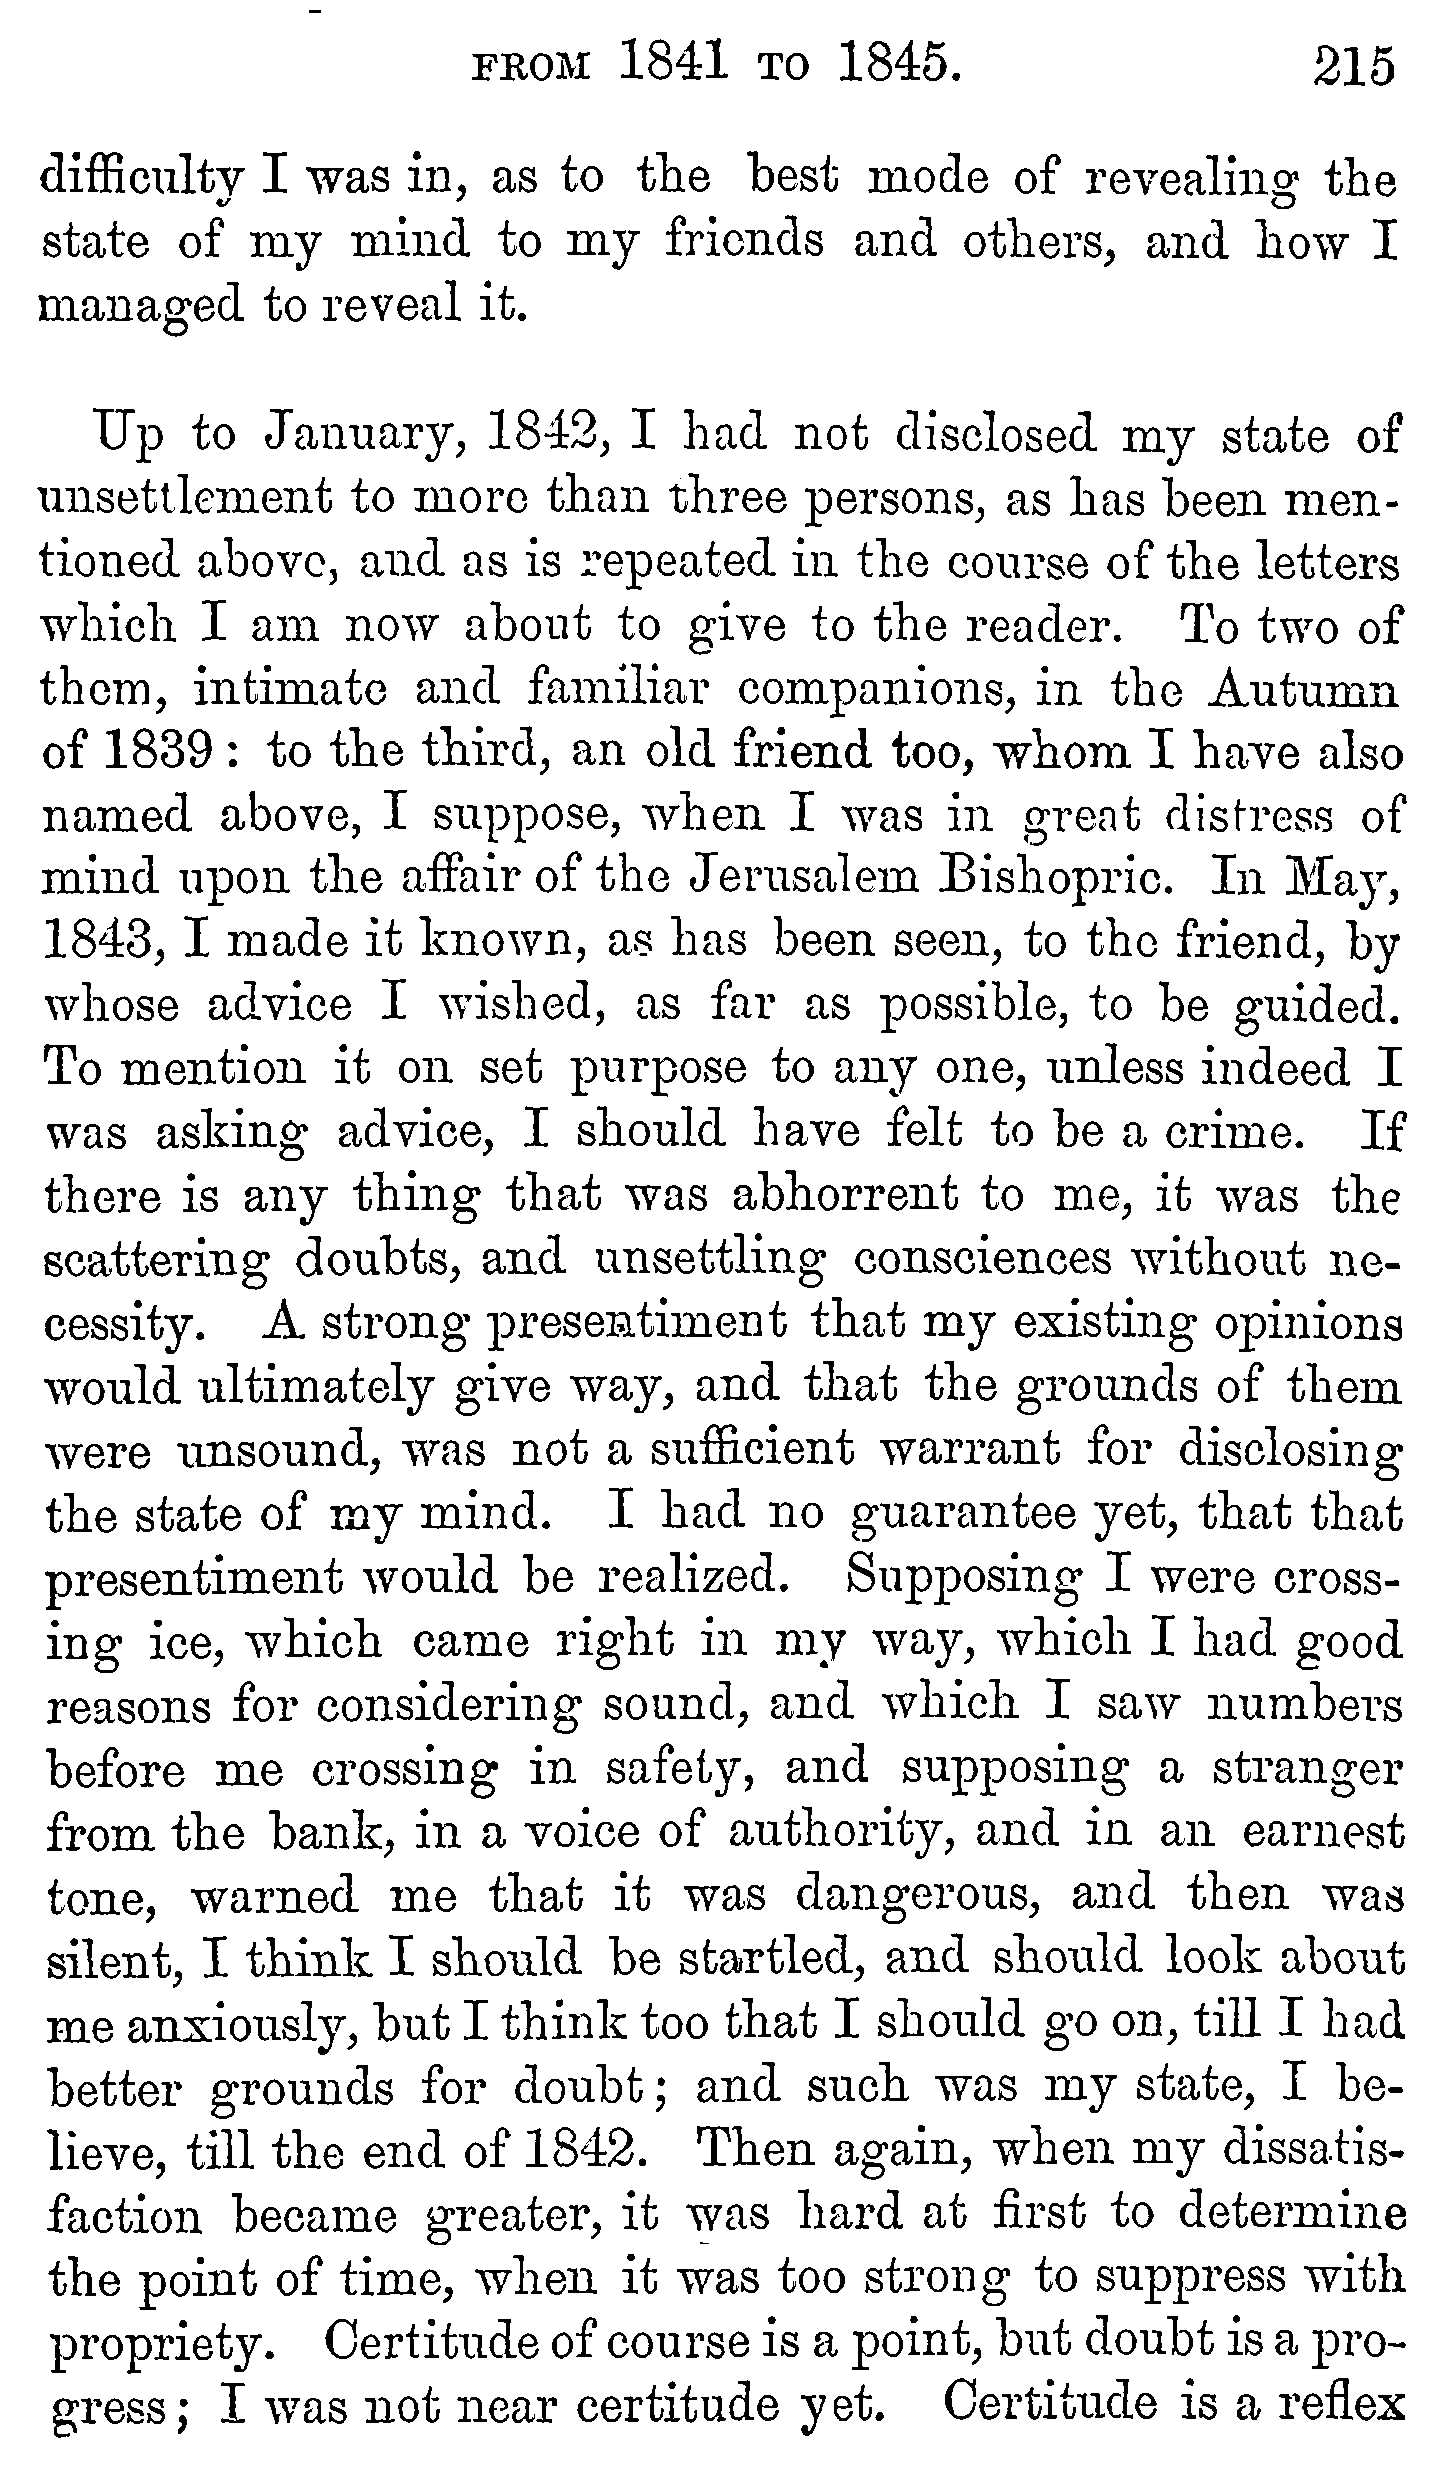 FROM 1841 TO 1845. 215
difficulty I was in, as to the best mode of revealing the
state of my mind to my friends and others, and how I
managed to reveal it.
Up to January, 1842, I had not disclosed my state of
unsettlement to more than three persons, as has been men-
tioned above, and as is repeated in the course of the letters
which I am now about to give to the reader. To two of
them, intimate and familiar companions, in the Autumn
of 1839: to the third, an old friend too, whom I have also
named above, I suppose, when I was in great distress of
mind upon the affair of the Jerusalem Bishopric. In May,
1843, I made it known, as has been seen, to the friend, by
whose advice I wished, as far as possible, to be guided.
To mention it on set purpose to any one, unless indeed I
was asking advice, I should have felt to be a crime. If
there is any thing that was abhorrent to me, it was the
scattering doubts, and unsettling consciences without ne-
cessity. A strong presentiment that my existing opinions
would ultimately give way, and that the grounds of them
were unsound, was not a sufficient warrant for disclosing
the state of my mind. I had no guarantee yet, that that
presentiment would be realized. Supposing I were cross-
ing ice, which came right in my way, which I had good
reasons for considering sound, and which I saw numbers
before me crossing in safety, and supposing a stranger
from the bank, in a voice of authority, and in an earnest
tone, warned me that it was dangerous, and then was
silent, I think I should be startled, and should look about
me anxiously, but I think too that I should go on, till I had
better grounds for doubt; and such was my state, I be-
lieve, till the end of 1842. Then again, when my dissatis-
faction became greater, it was hard at first to determine
the point of time, when it was too strong to suppress with
propriety. Certitude of course is a point, but doubt is a pro-
gress; I was not near certitude yet. Certitude is a reflex